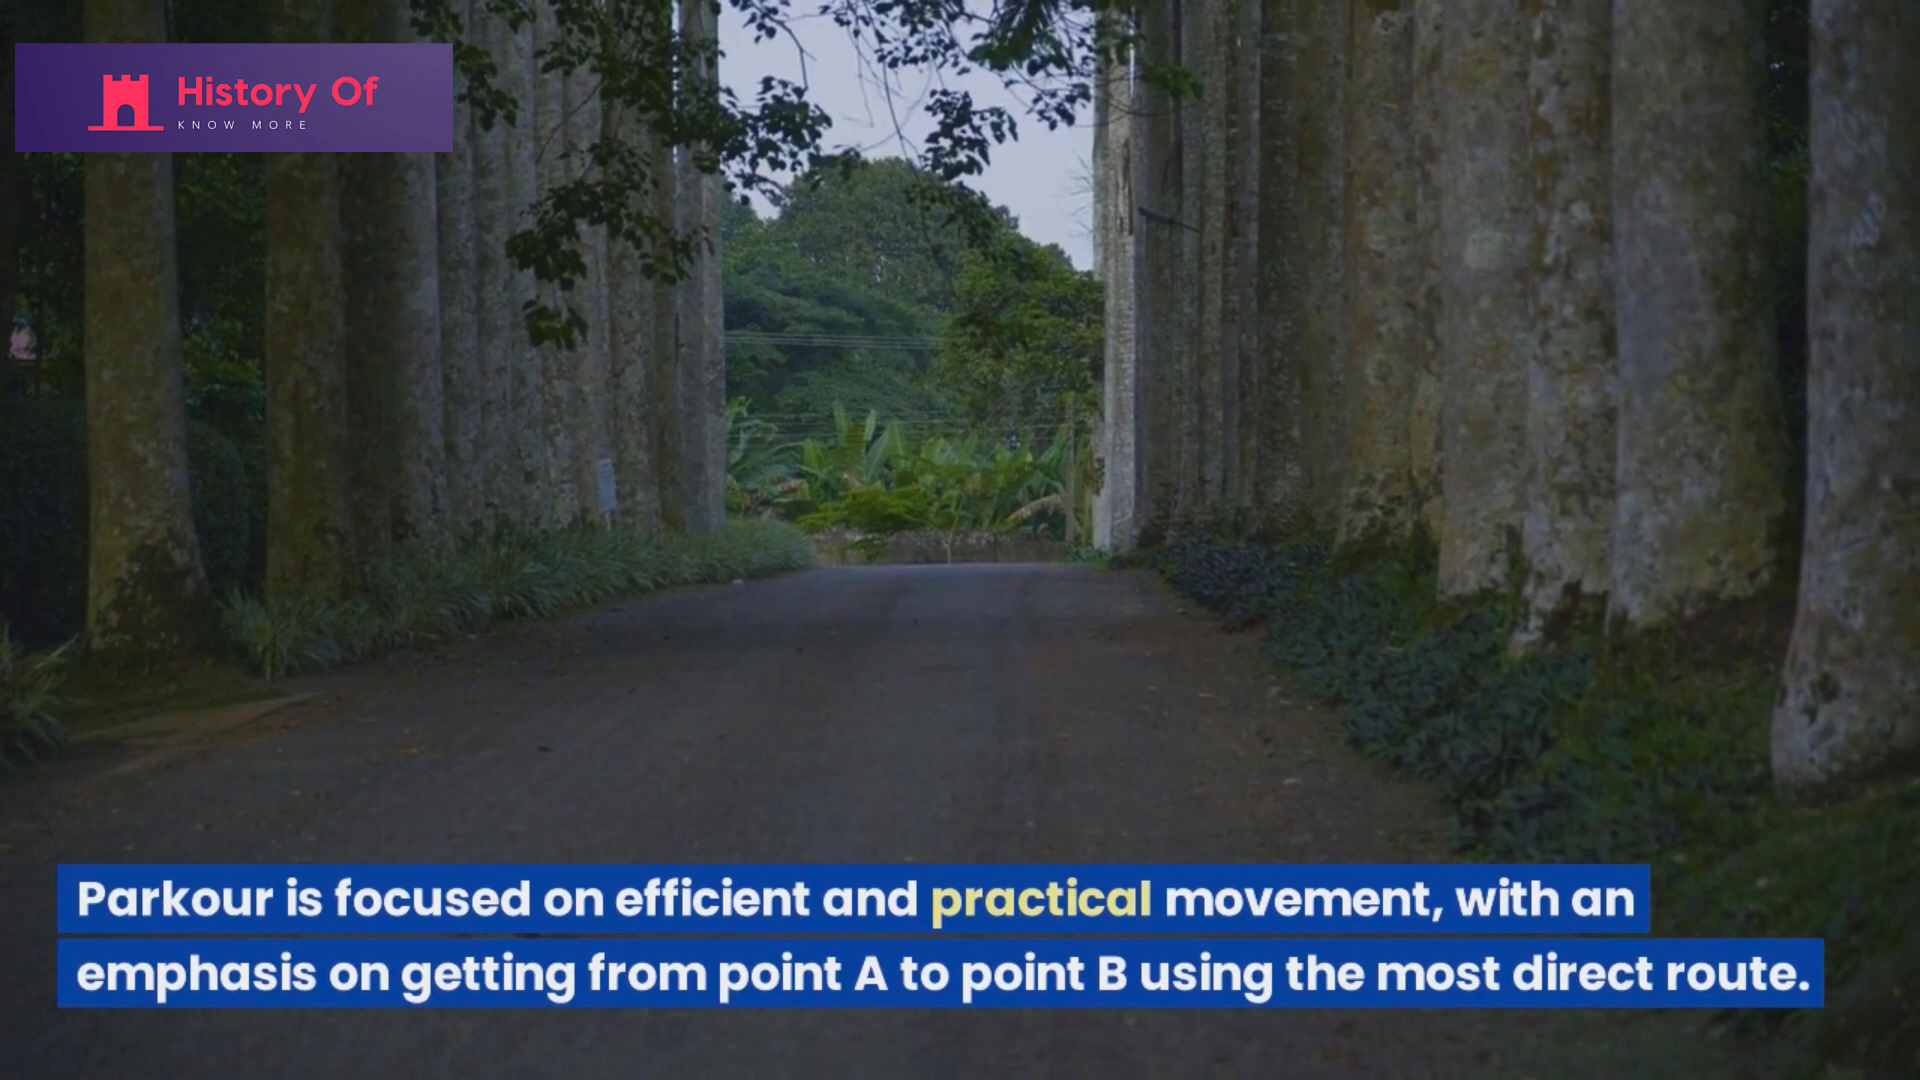 History Of
KNOW MORE
Parkour is focused on efficient and practical movement, with an
emphasis on getting from point A to point B using the most direct route.